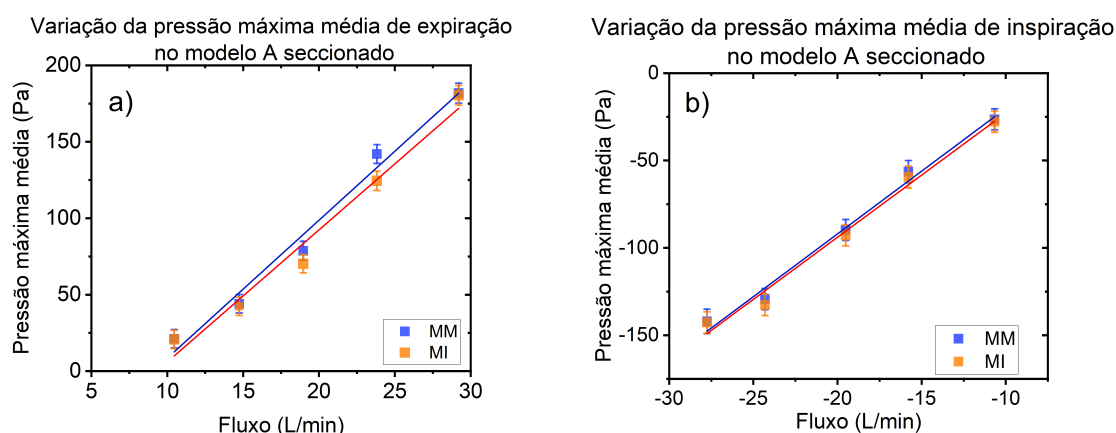 Variação da pressão máxima média de expiração
no modelo A seccionado
a)
Pressão máxima média (Pa)
200
150
100
50
0
5 10 15 20 25 30
Fluxo (L/min)
MM
MI
Variação da pressão máxima média de inspiração
no modelo A seccionado
b)
Pressão máxima média (Pa)
0
-50
-100
-150
-30 -25 -20 -15 -10
Fluxo (L/min)
MM
MI